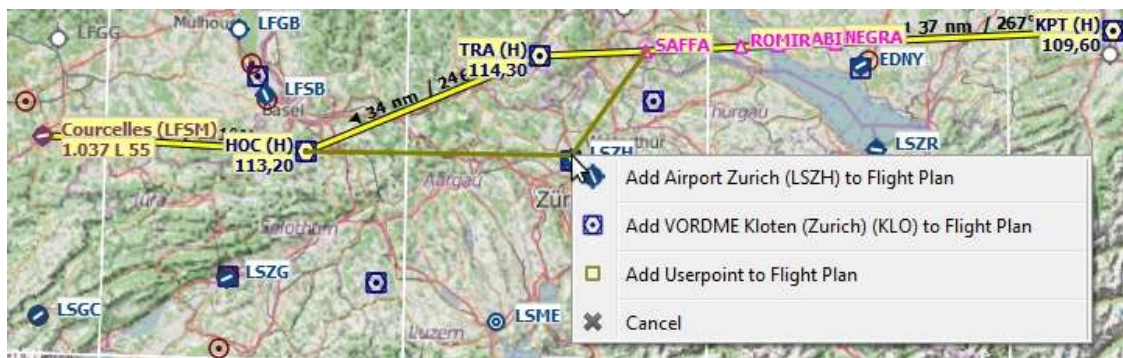 LFGG
Mulhou
LFGB
TRA (H)
114,30
SAFFA
ROMIR
ABI
NEGRA
37 nm / 267°
KPT (H)
109,60
EDNY
LFSB
Basel
34 nm / 24
Thurgau
Courcelles (LFSM)
1.037 L 55
HOC (H)
113,20
LSZH
thur
LSZR
Aargau
Jura
Zür
Solothurn
LSZG
LSGC
LSME
Luzern
Add Airport Zurich (LSZH) to Flight Plan
Add VORDME Kloten (Zurich) (KLO) to Flight Plan
Add Userpoint to Flight Plan
Cancel